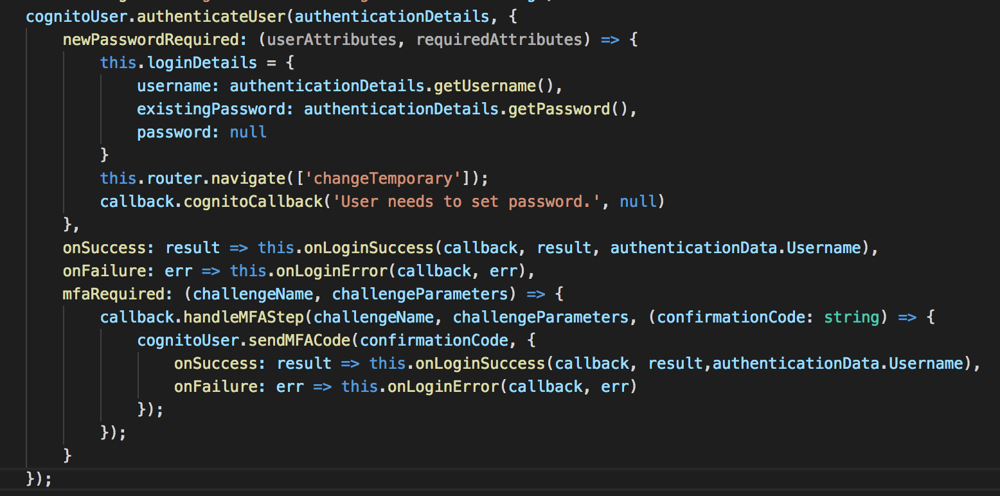 cognitoUser.authenticateUser(authenticationDetails, {
    newPasswordRequired: (userAttributes, requiredAttributes) => {
        this.loginDetails = {
            username: authenticationDetails.getUsername(),
            existingPassword: authenticationDetails.getPassword(),
            password: null
        }
        this.router.navigate(['changeTemporary']);
        callback.cognitoCallback('User needs to set password.', null)
    },
    onSuccess: result => this.onLoginSuccess(callback, result, authenticationData.Username),
    onFailure: err => this.onLoginError(callback, err),
    mfaRequired: (challengeName, challengeParameters) => {
        callback.handleMFAStep(challengeName, challengeParameters, (confirmationCode: string) => {
            cognitoUser.sendMFACode(confirmationCode, {
                onSuccess: result => this.onLoginSuccess(callback, result,authenticationData.Username),
                onFailure: err => this.onLoginError(callback, err)
            });
        });
    }
});